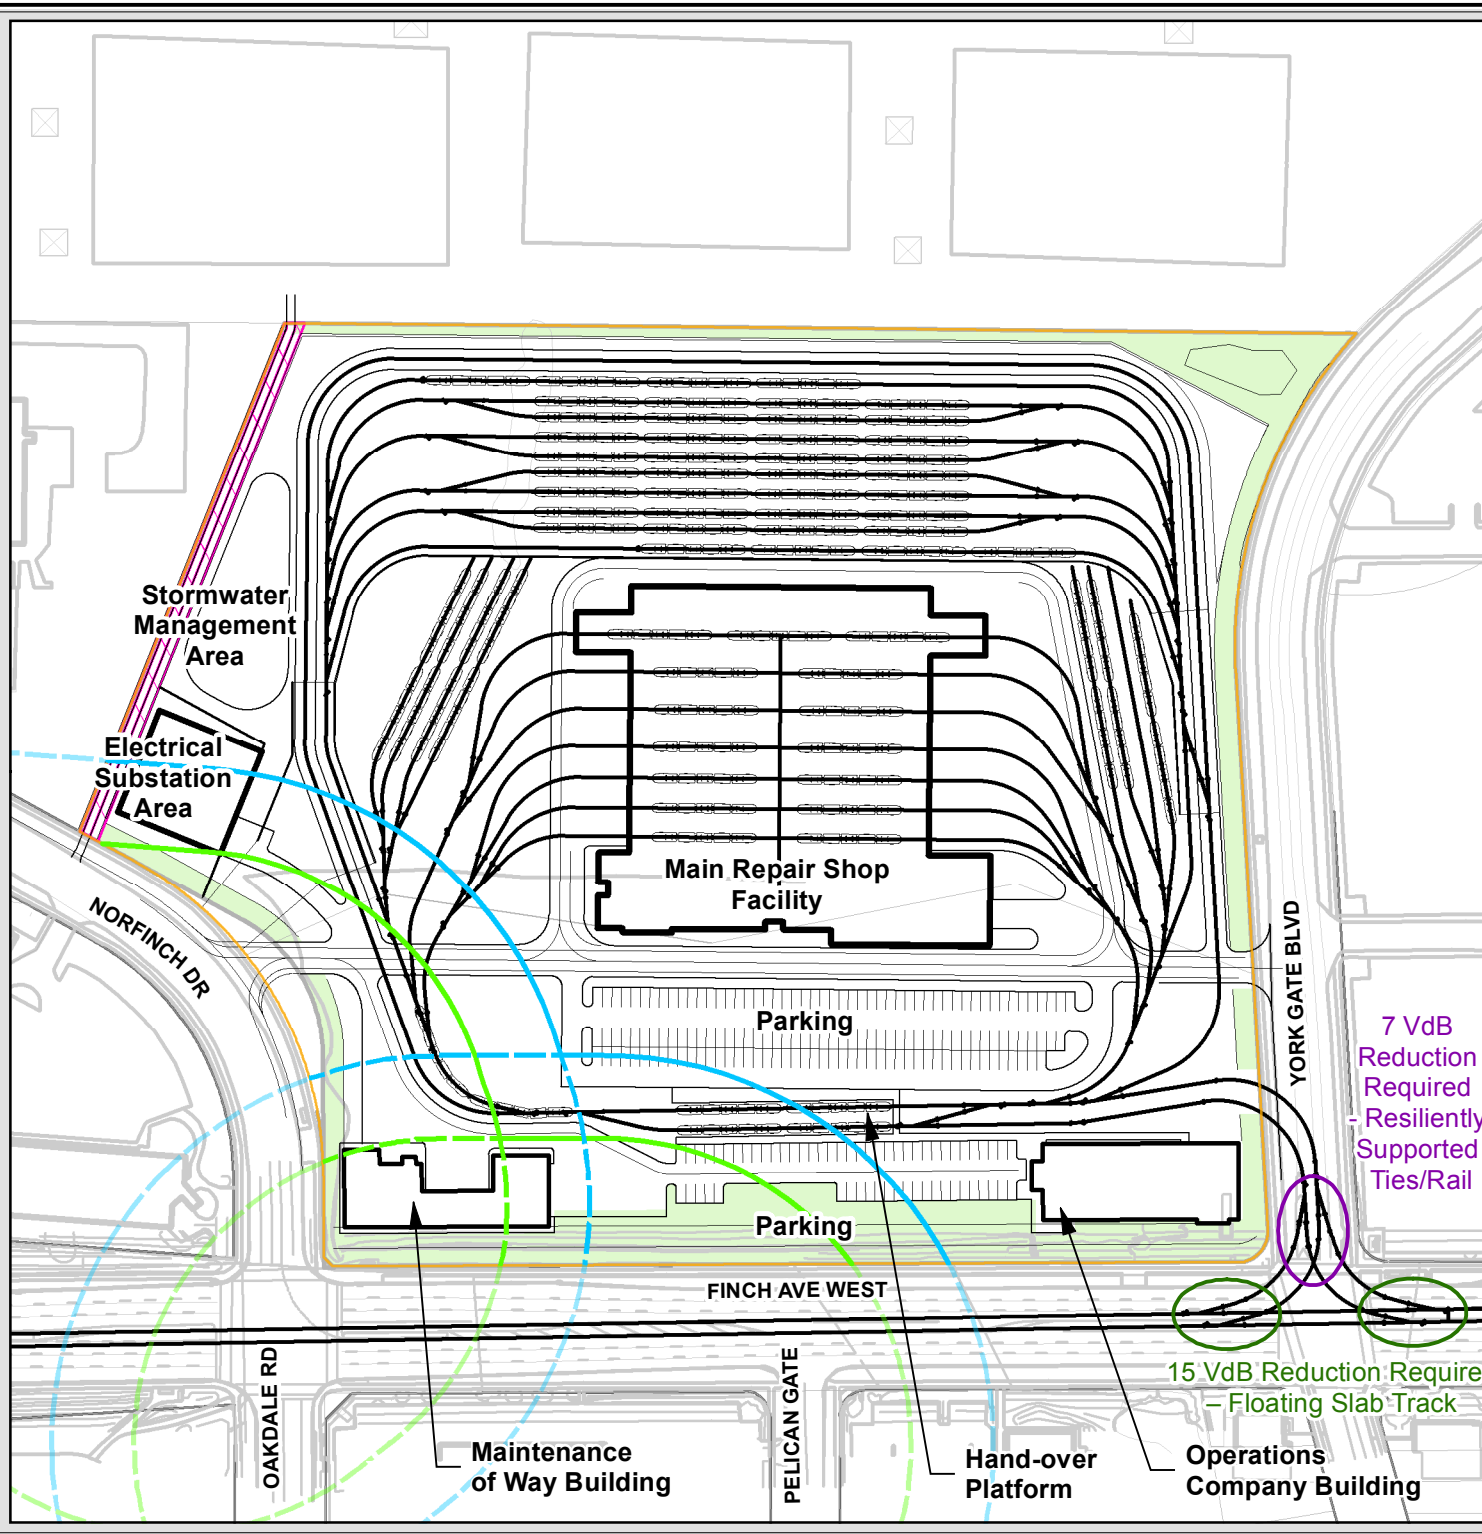 Stormwater
Management
Area
Electrical
Substation
Area
Main Repair Shop
Facility
NORFINCH DR
YORK GATE BLVD
Parking
7 VdB
Reduction
Required
- Resiliently
Supported
Ties/Rail
Parking
FINCH AVE WEST
15 VdB Reduction Require
– Floating Slab Track
OAKDALE RD
PELICAN GATE
Maintenance
of Way Building
Hand-over
Platform
Operations
Company Building